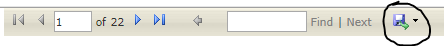 1 of 22 Find | Next